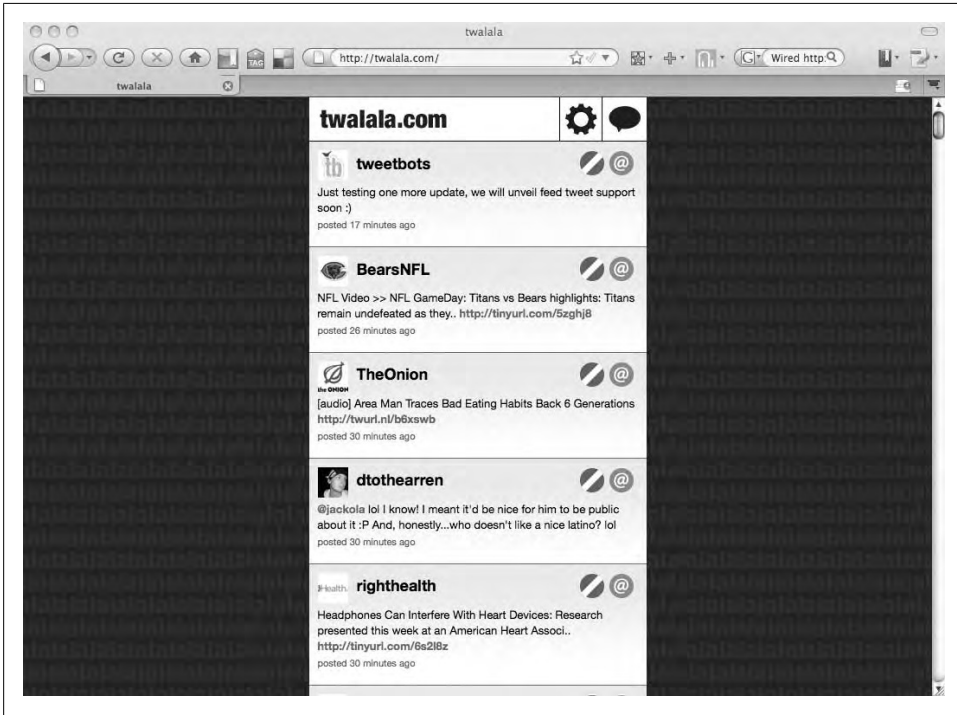 twalala
TAG
http://twalala.com/
G
Wired http:
twalala
twalala.com
tb
tweetbots
@
Just testing one more update, we will unveil feed tweet support
soon :)
posted 17 minutes ago
BearsNFL
@
NFL Video >> NFL GameDay: Titans vs Bears highlights: Titans
remain undefeated as they.. http://tinyurl.com/5zghj8
posted 26 minutes ago
TheOnion
@
the ONION
[audio] Area Man Traces Bad Eating Habits Back 6 Generations
http://twurl.nl/b6xswb
posted 30 minutes ago
dtothearren
@
@jackola lol I know! I meant it'd be nice for him to be public
about it :P And, honestly...who doesn't like a nice latino? lol
posted 30 minutes ago
righthealth
@
Headphones Can Interfere With Heart Devices: Research
presented this week at an American Heart Associ..
http://tinyurl.com/6s2l8z
posted 30 minutes ago